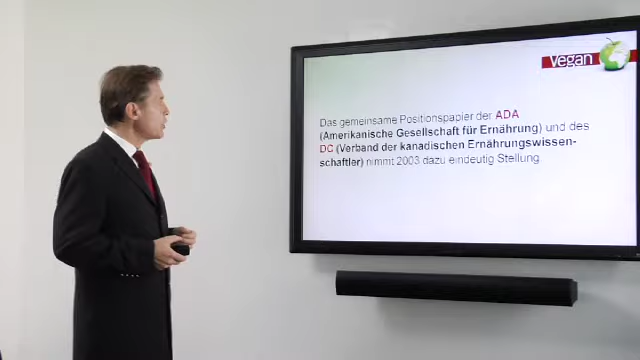 vegan
Das gemeinsame Positionspapier der ADA
(Amerikanische Gesellschaft für Ernährung) und des
DC (Verband der kanadischen Ernährungswissen-
schaftler) nimmt 2003 dazu eindeutig Stellung